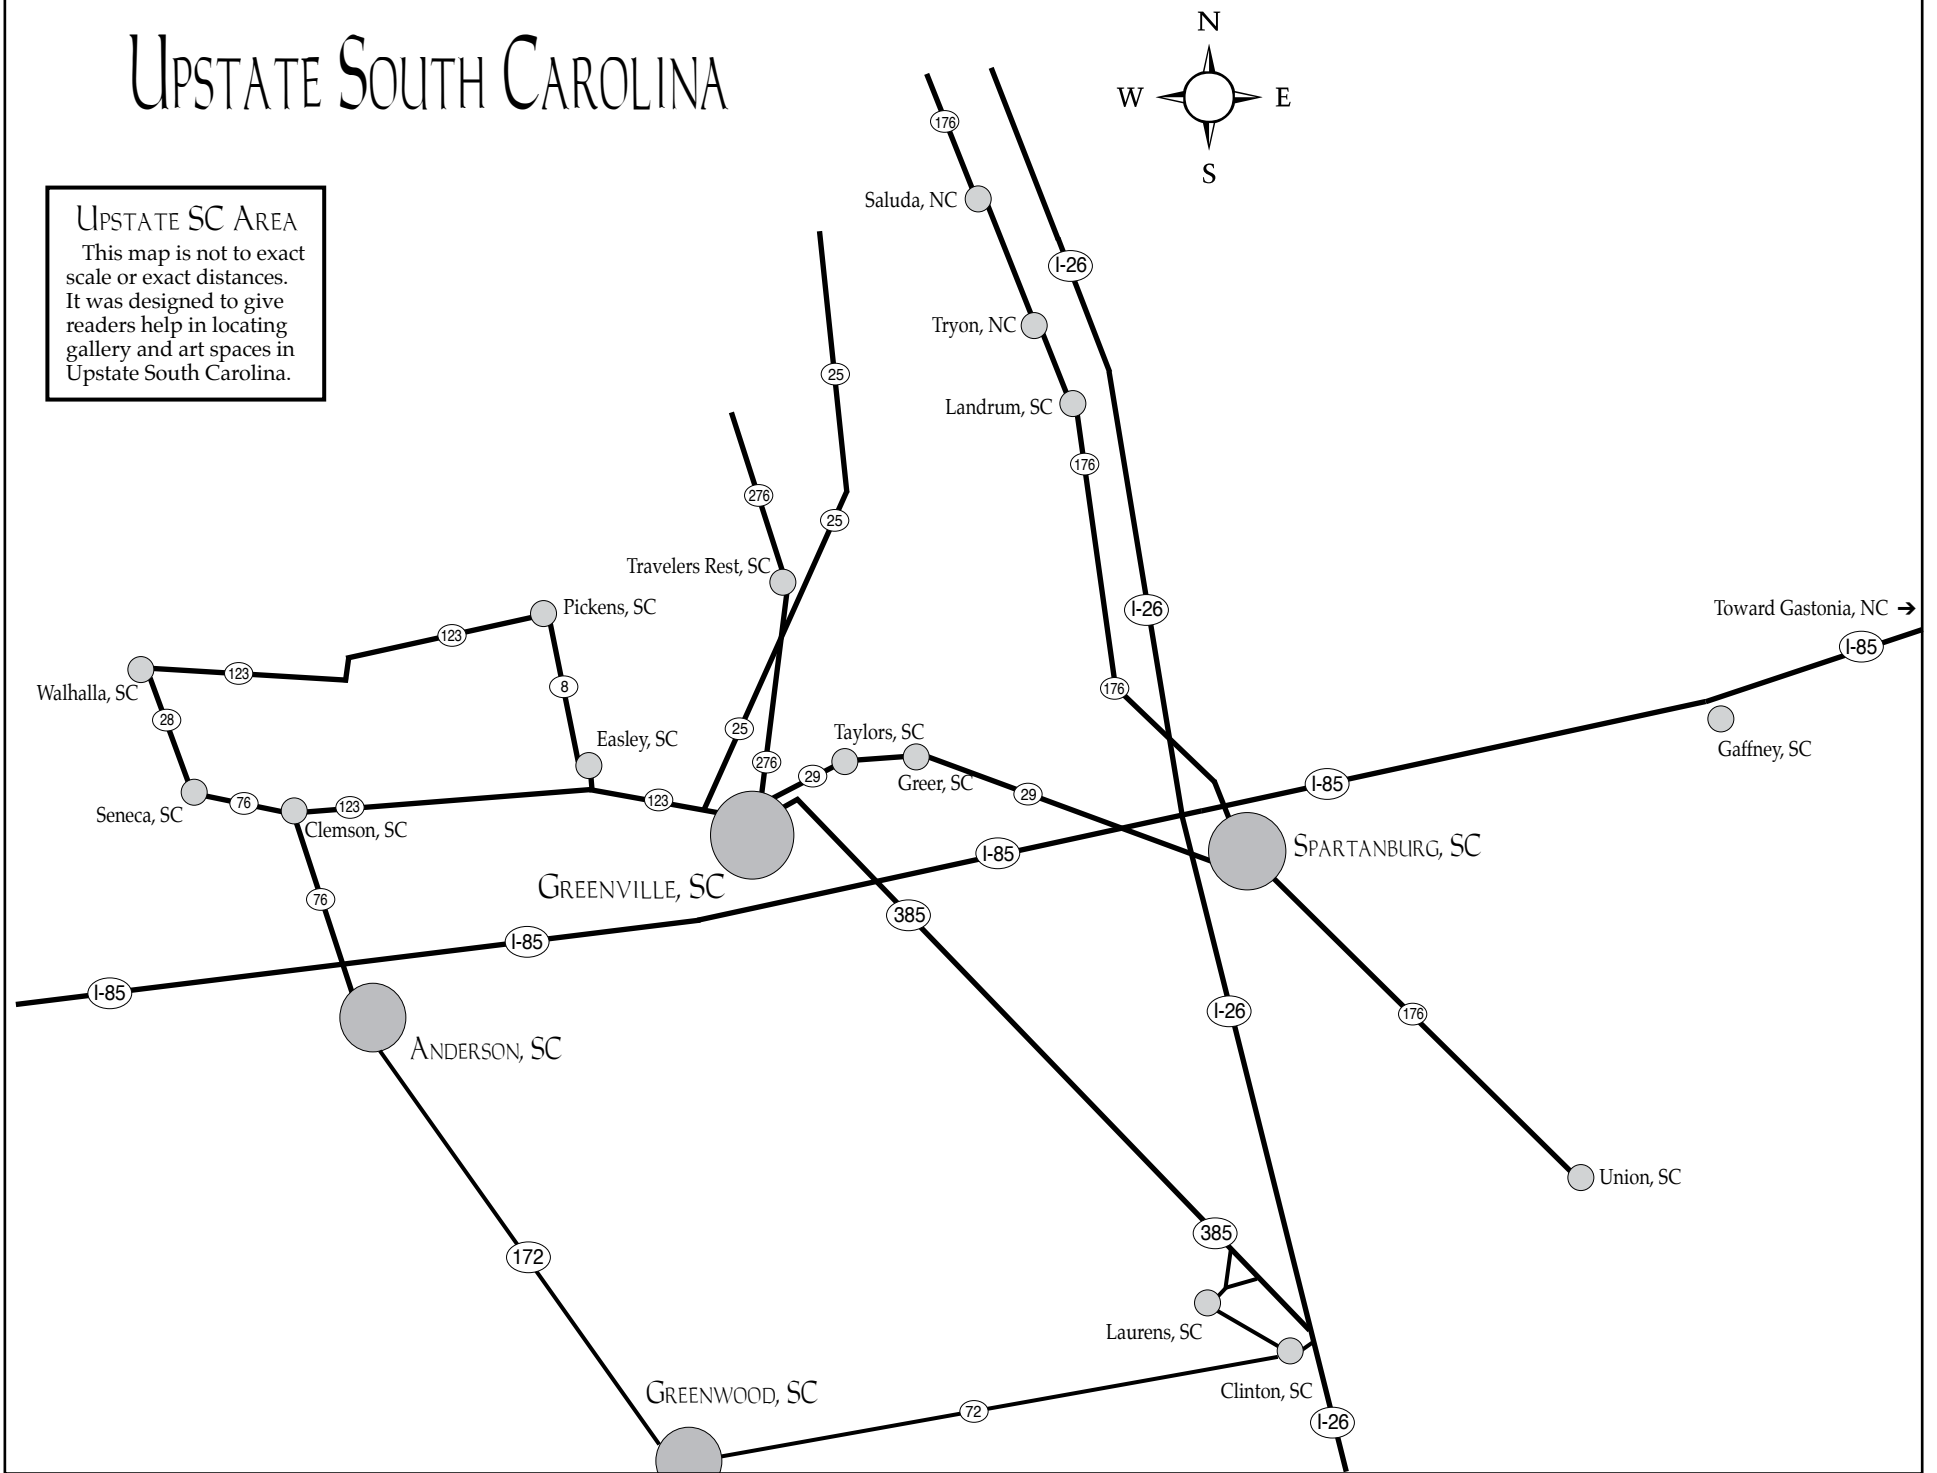 Upstate South Carolina
N
W E
S
Upstate SC Area
This map is not to exact
scale or exact distances.
It was designed to give
readers help in locating
gallery and art spaces in
Upstate South Carolina.
176
Saluda, NC
I-26
Tryon, NC
25
Landrum, SC
176
276
25
Travelers Rest, SC
Pickens, SC
I-26
Toward Gastonia, NC ➔
123
I-85
123
Walhalla, SC
8
176
28
25
Taylors, SC
Gaffney, SC
Easley, SC
276
29
Greer, SC
I-85
29
Seneca, SC
76
123
123
Clemson, SC
Spartanburg, SC
I-85
Greenville, SC
76
385
I-85
I-85
I-26
176
Anderson, SC
Union, SC
385
172
Laurens, SC
Greenwood, SC
Clinton, SC
72
I-26